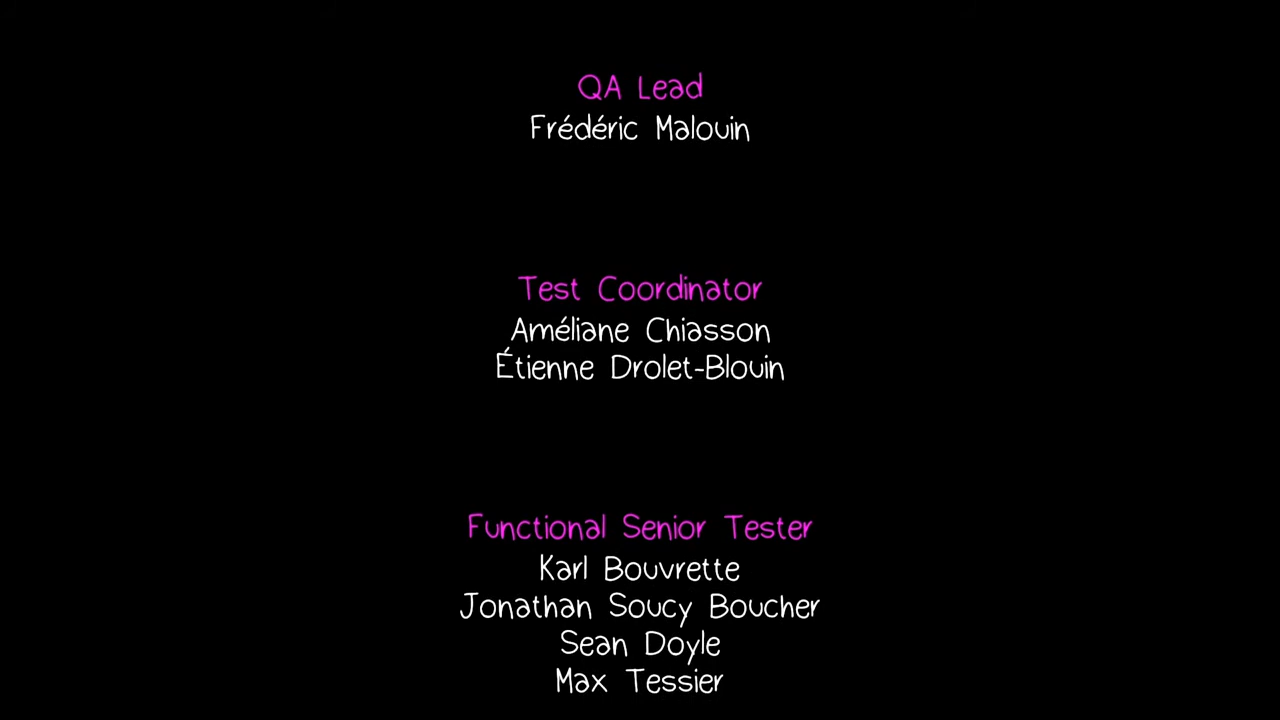 QA Lead
Frédéric Malouin
Test Coordinator
Améliane Chiasson
Étienne Drolet-Blouin
Functional Senior Tester
Karl Bouvrette
Jonathan Soucy Boucher
Sean Doyle
Max Tessier